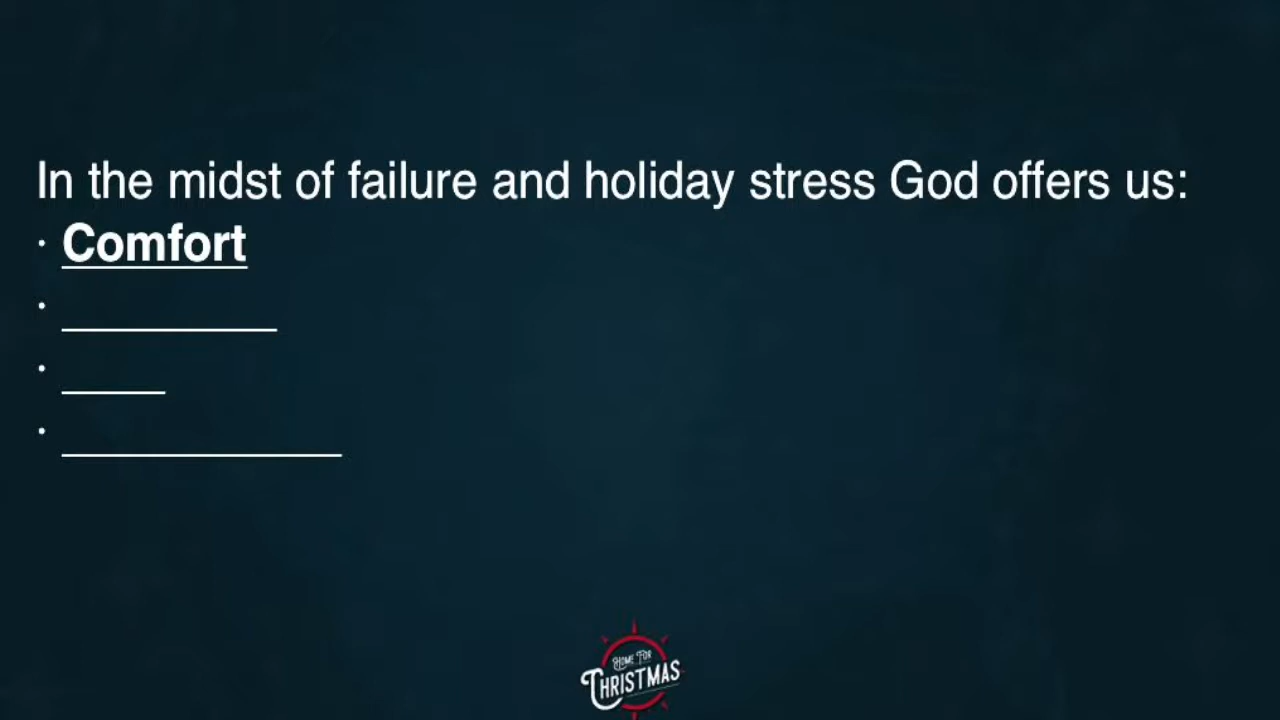 In the midst of failure and holiday stress God offers us:
· Comfort
·
·
·
HOME FOR
CHRISTMAS